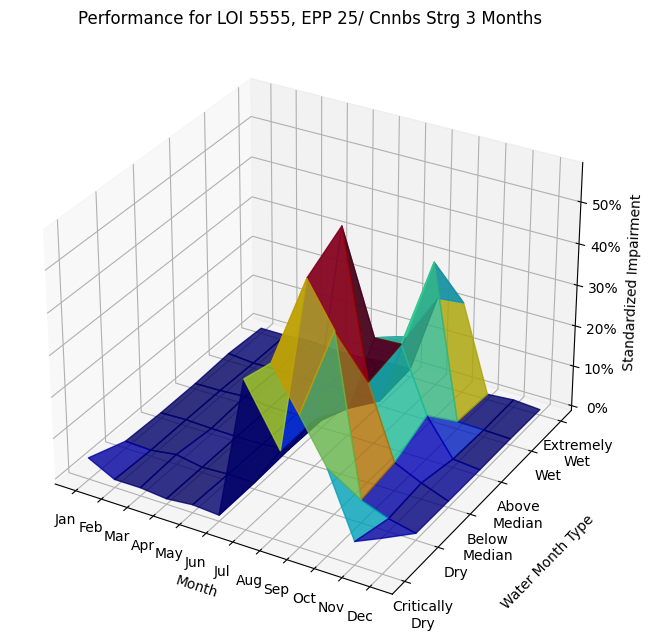 Performance for LOI 5555, EPP 25/ Cnnbs Strg 3 Months
50%
40%
30%
20%
10%
0%
Standardized Impairment
Jan
Feb
Mar
Apr
May
Jun
Jul
Aug
Sep
Oct
Nov
Dec
Month
Extremely
Wet
Wet
Above
Median
Below
Median
Dry
Critically
Dry
Water Month Type